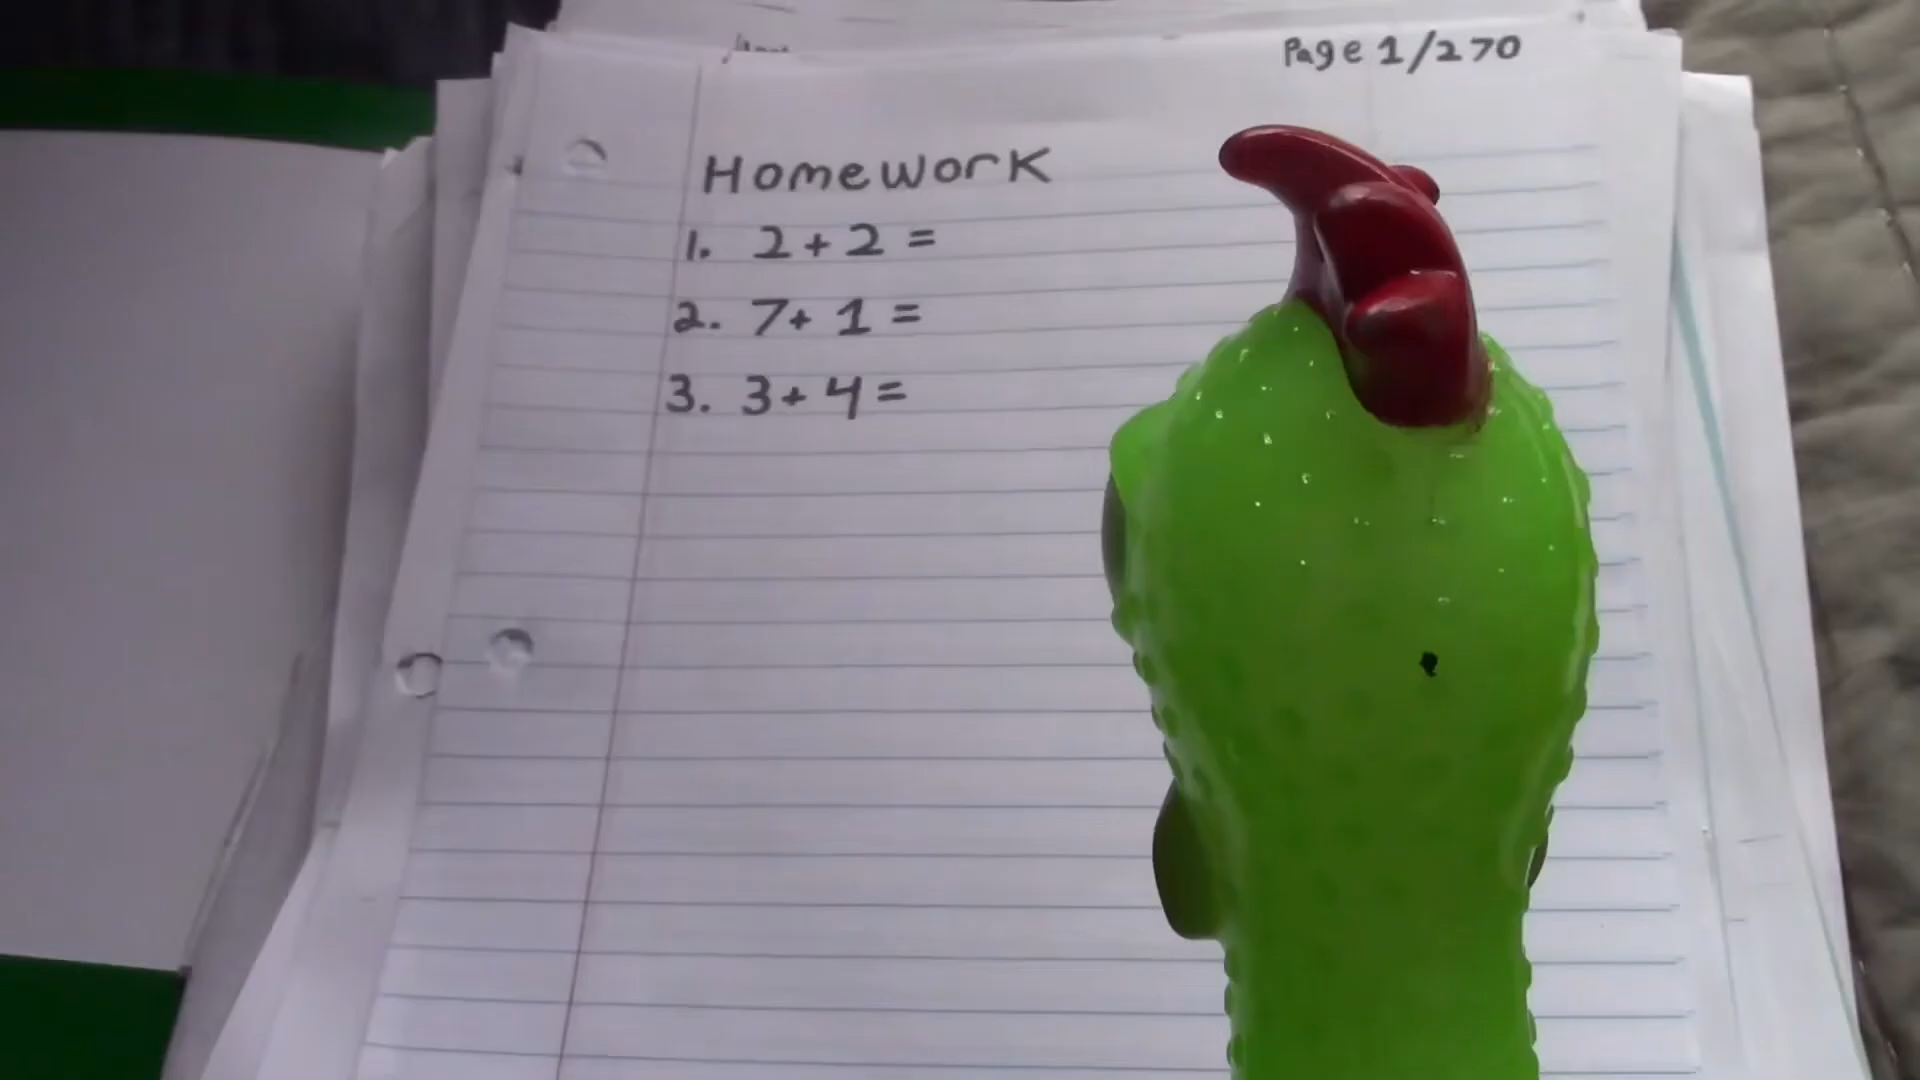 Page 1/270
Homework
1. 2+2=
2. 7+1=
3. 3+4=